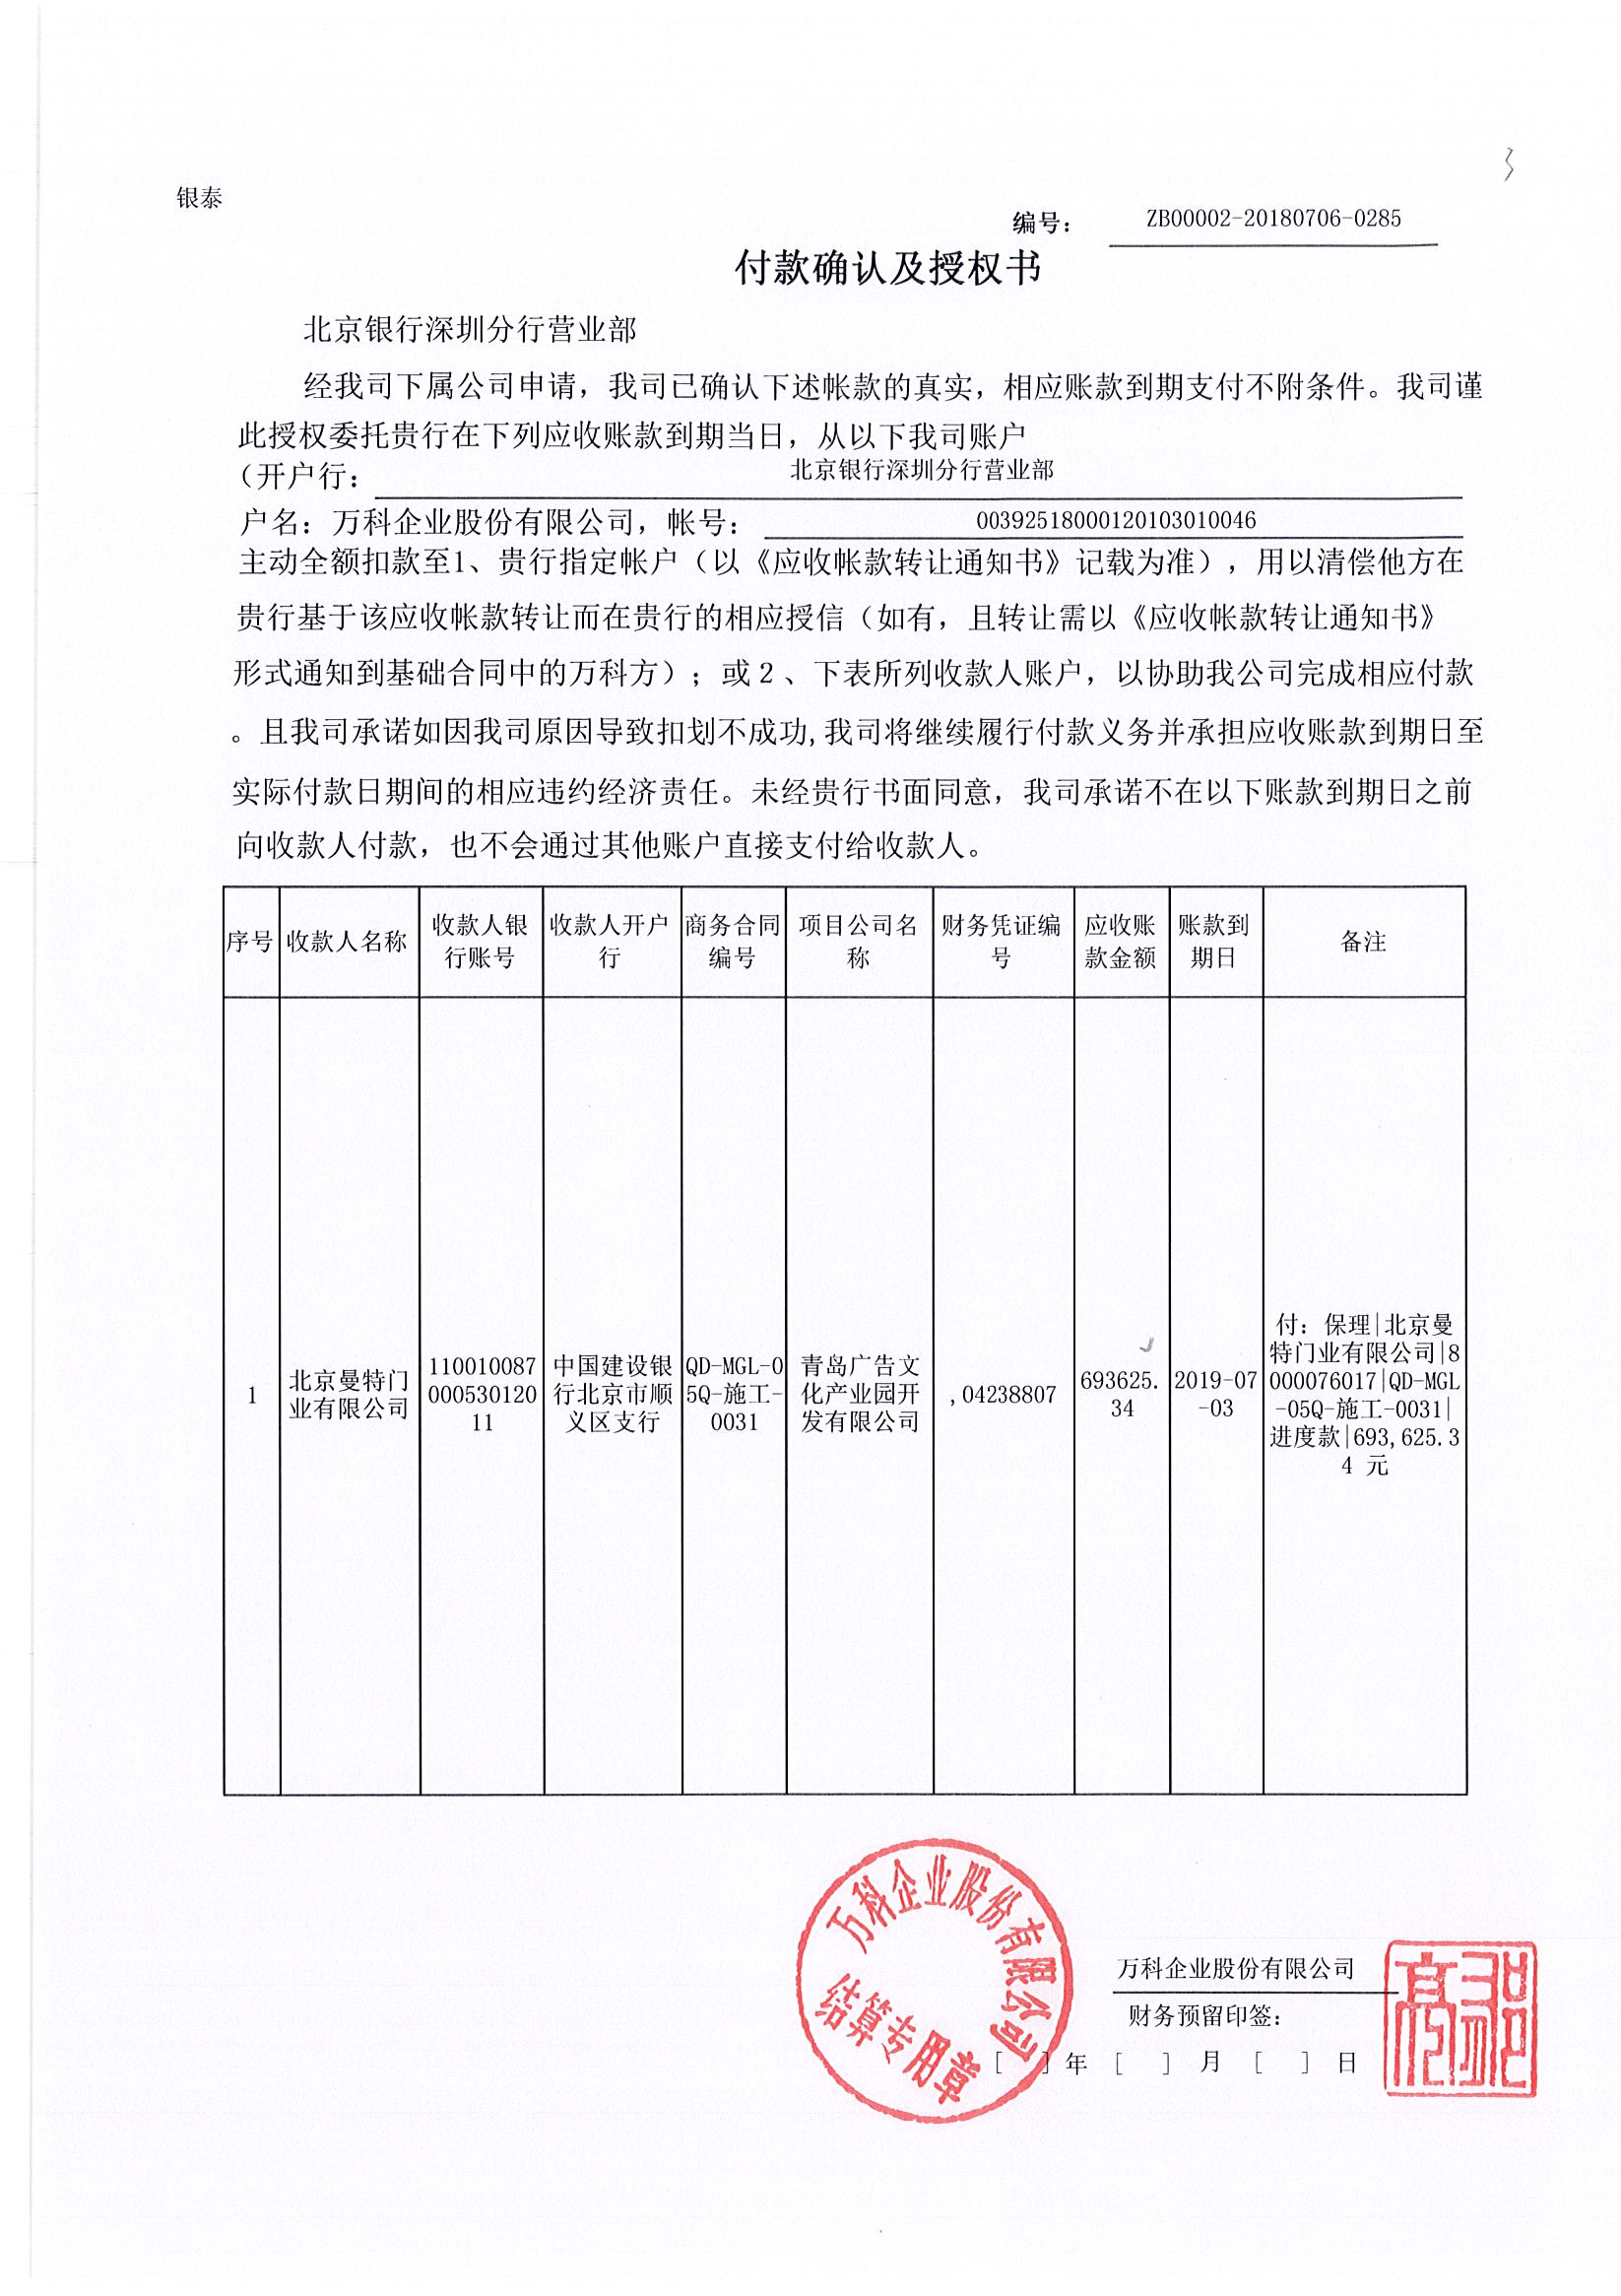 银泰
编号： ZB00002-20180706-0285
付款确认及授权书
北京银行深圳分行营业部
经我司下属公司申请，我司已确认下述帐款的真实，相应账款到期支付不附条件。我司谨
此授权委托贵行在下列应收账款到期当日，从以下我司账户
（开户行： 北京银行深圳分行营业部
户名：万科企业股份有限公司，帐号： 00392518000120103010046
主动全额扣款至1、贵行指定帐户（以《应收帐款转让通知书》记载为准），用以清偿他方在
贵行基于该应收帐款转让而在贵行的相应授信（如有，且转让需以《应收帐款转让通知书》
形式通知到基础合同中的万科方）；或2、下表所列收款人账户，以协助我公司完成相应付款
。且我司承诺如因我司原因导致扣划不成功,我司将继续履行付款义务并承担应收账款到期日至
实际付款日期间的相应违约经济责任。未经贵行书面同意，我司承诺不在以下账款到期日之前
向收款人付款，也不会通过其他账户直接支付给收款人。
序号
收款人名称
收款人银
行账号
收款人开户
行
商务合同
编号
项目公司名
称
财务凭证编
号
应收账
款金额
账款到
期日
备注
1
北京曼特门
业有限公司
110010087
000530120
11
中国建设银
行北京市顺
义区支行
QD-MGL-0
5Q-施工-
0031
青岛广告文
化产业园开
发有限公司
,04238807
693625.
34
2019-07
-03
付：保理|北京曼
特门业有限公司|8
000076017|QD-MGL
-05Q-施工-0031|
进度款|693,625.3
4 元
万科企业股份有限公司
结算专用章
万科企业股份有限公司
财务预留印签：
[ ] 年 [ ] 月 [ ] 日